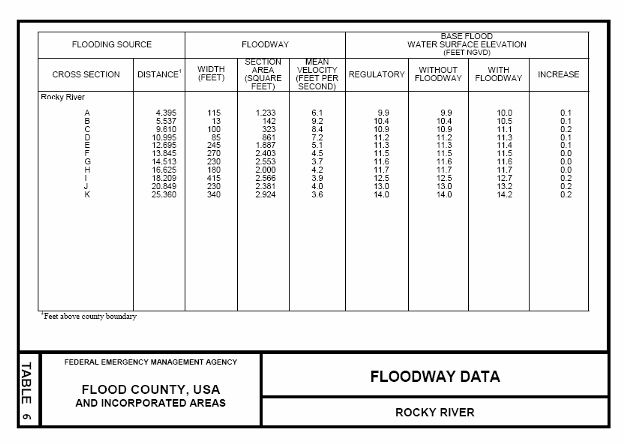 FLOODING SOURCE FLOODWAY BASE FLOOD
WATER SURFACE ELEVATION
(FEET NGVD)
CROSS SECTION DISTANCE¹ WIDTH (FEET) SECTION AREA (SQUARE FEET) MEAN VELOCITY (FEET PER SECOND) REGULATORY WITHOUT FLOODWAY WITH FLOODWAY INCREASE
Rocky River
A 4.395 115 1.233 6.1 9.9 9.9 10.0 0.1
B 5.537 13 142 9.2 10.4 10.4 10.5 0.1
C 9.610 100 323 8.4 10.9 10.9 11.1 0.2
D 10.995 85 861 7.2 11.2 11.2 11.3 0.1
E 12.695 245 1.887 5.1 11.3 11.3 11.4 0.1
F 13.845 270 2.403 4.5 11.5 11.5 11.5 0.0
G 14.513 230 2.553 3.7 11.6 11.6 11.6 0.0
H 16.625 180 2.000 4.2 11.7 11.7 11.7 0.0
I 18.209 415 2.566 3.9 12.5 12.5 12.7 0.2
J 20.849 230 2.381 4.0 13.0 13.0 13.2 0.2
K 25.360 340 2.924 3.6 14.0 14.0 14.2 0.2
¹Feet above county boundary
TABLE 6
FEDERAL EMERGENCY MANAGEMENT AGENCY
FLOOD COUNTY, USA
AND INCORPORATED AREAS
FLOODWAY DATA
ROCKY RIVER